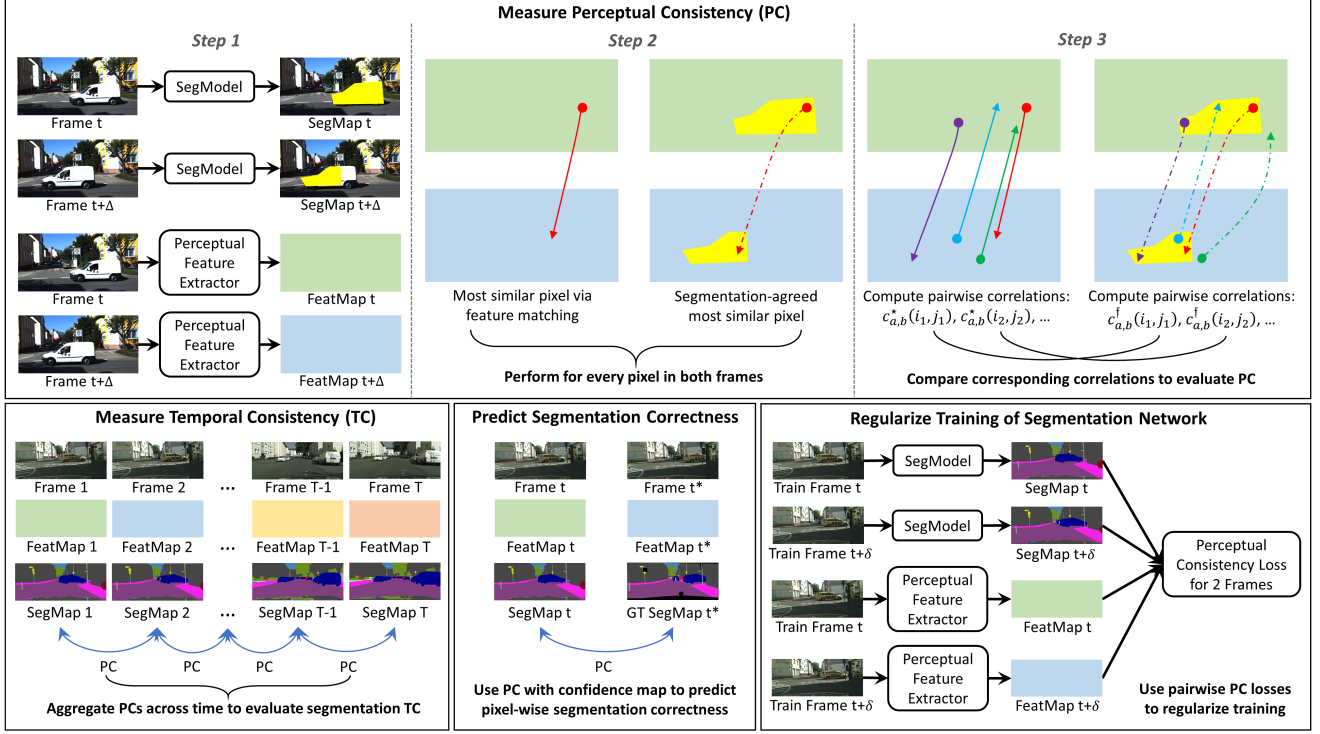 Measure Perceptual Consistency (PC)
Step 1
SegModel
Frame t
SegMap t
SegModel
Frame t+Δ
SegMap t+Δ
Perceptual
Feature
Extractor
Frame t
FeatMap t
Perceptual
Feature
Extractor
Frame t+Δ
FeatMap t+Δ
Step 2
Most similar pixel via
feature matching
Segmentation-agreed
most similar pixel
Perform for every pixel in both frames
Step 3
Compute pairwise correlations:
c★a,b(i1, j1), c★a,b(i2, j2), ...
Compute pairwise correlations:
c†a,b(i1, j1), c†a,b(i2, j2), ...
Compare corresponding correlations to evaluate PC
Measure Temporal Consistency (TC)
Frame 1 Frame 2 ... Frame T-1 Frame T
FeatMap 1 FeatMap 2 ... FeatMap T-1 FeatMap T
SegMap 1 SegMap 2 ... SegMap T-1 SegMap T
PC PC PC PC
Aggregate PCs across time to evaluate segmentation TC
Predict Segmentation Correctness
Frame t Frame t*
FeatMap t FeatMap t*
SegMap t GT SegMap t*
PC
Use PC with confidence map to predict
pixel-wise segmentation correctness
Regularize Training of Segmentation Network
SegModel
Train Frame t
SegMap t
SegModel
Train Frame t+δ
SegMap t+δ
Perceptual
Feature
Extractor
Train Frame t
FeatMap t
Perceptual
Feature
Extractor
Train Frame t+δ
FeatMap t+δ
Perceptual
Consistency Loss
for 2 Frames
Use pairwise PC losses
to regularize training